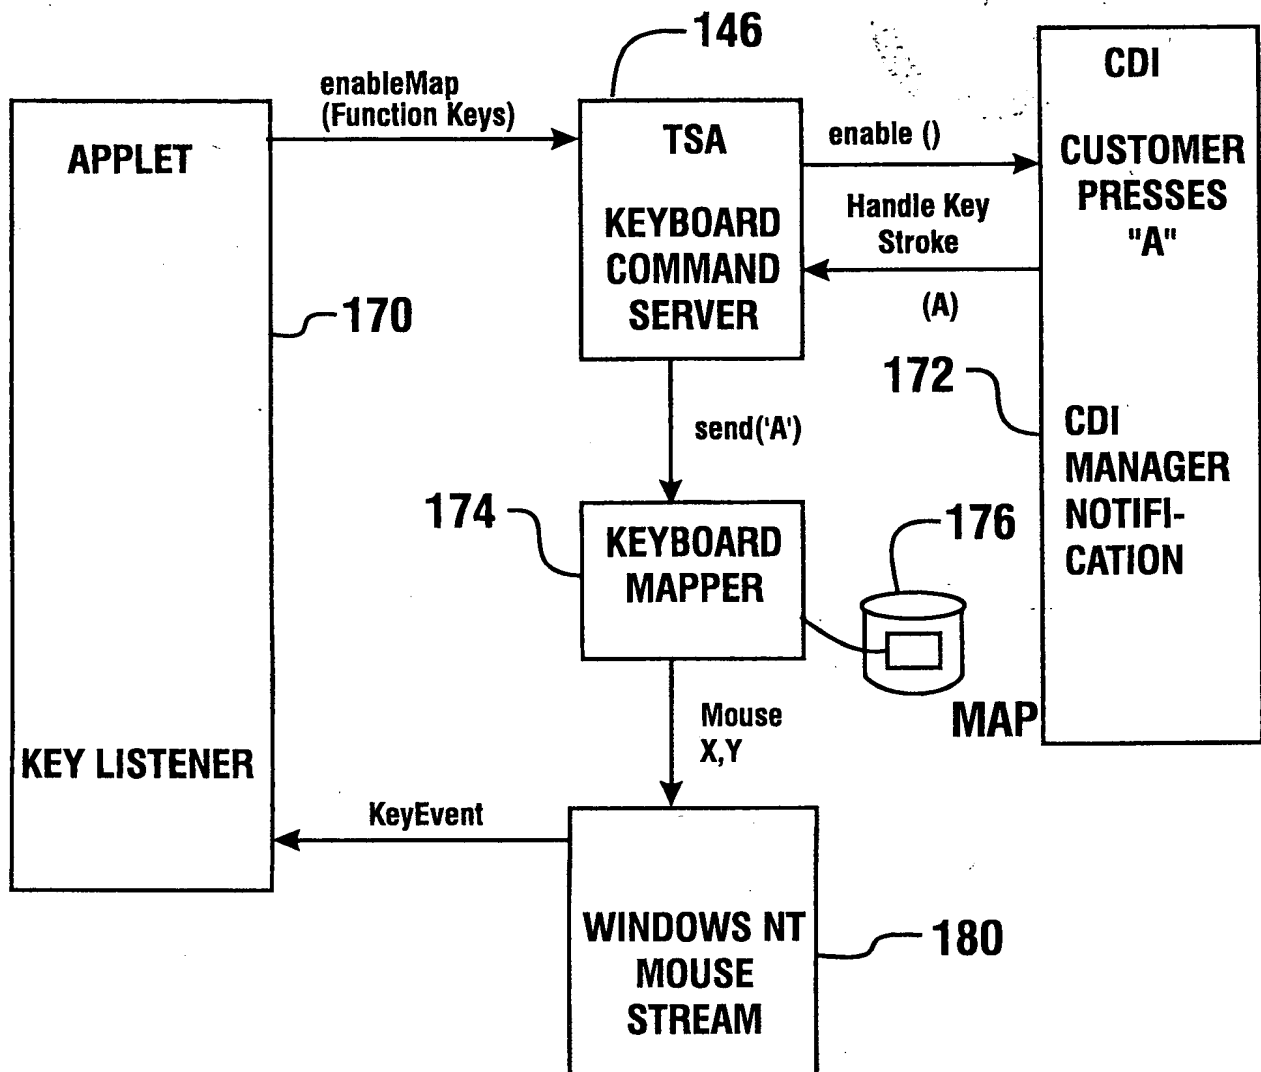 146
enableMap
(Function Keys)
APPLET
170
KEY LISTENER
TSA
KEYBOARD
COMMAND
SERVER
enable ()
Handle Key
Stroke
(A)
CDI
CUSTOMER
PRESSES
"A"
172
CDI
MANAGER
NOTIFI-
CATION
send('A')
174
KEYBOARD
MAPPER
176
MAP
Mouse
X,Y
KeyEvent
WINDOWS NT
MOUSE
STREAM
180